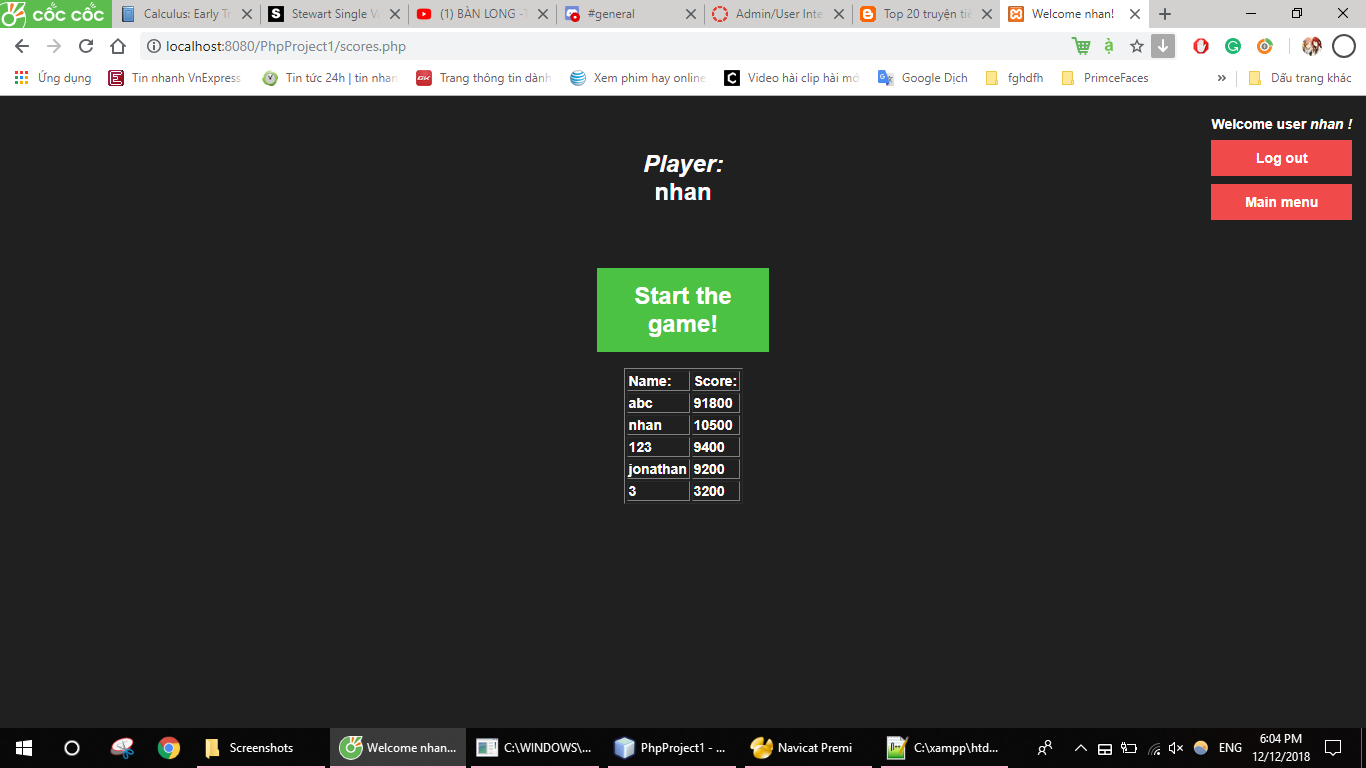 cốc cốc
Calculus: Early Tr
Stewart Single V
(1) BÀN LONG -
#general
Admin/User Inte
Top 20 truyện tiê
Welcome nhan!
localhost:8080/PhpProject1/scores.php
Ứng dụng
Tin nhanh VnExpress
Tin tức 24h | tin nhan
Trang thông tin dành
Xem phim hay online
Video hài clip hài mớ
Google Dịch
fghdfh
PrimceFaces
»
Dấu trang khác
Welcome user nhan !
Log out
Main menu
Player:
nhan
Start the
game!
Name: Score:
abc 91800
nhan 10500
123 9400
jonathan 9200
3 3200
Screenshots
Welcome nhan...
C:\WINDOWS\...
PhpProject1 - ...
Navicat Premi
C:\xampp\htd...
ENG
6:04 PM
12/12/2018